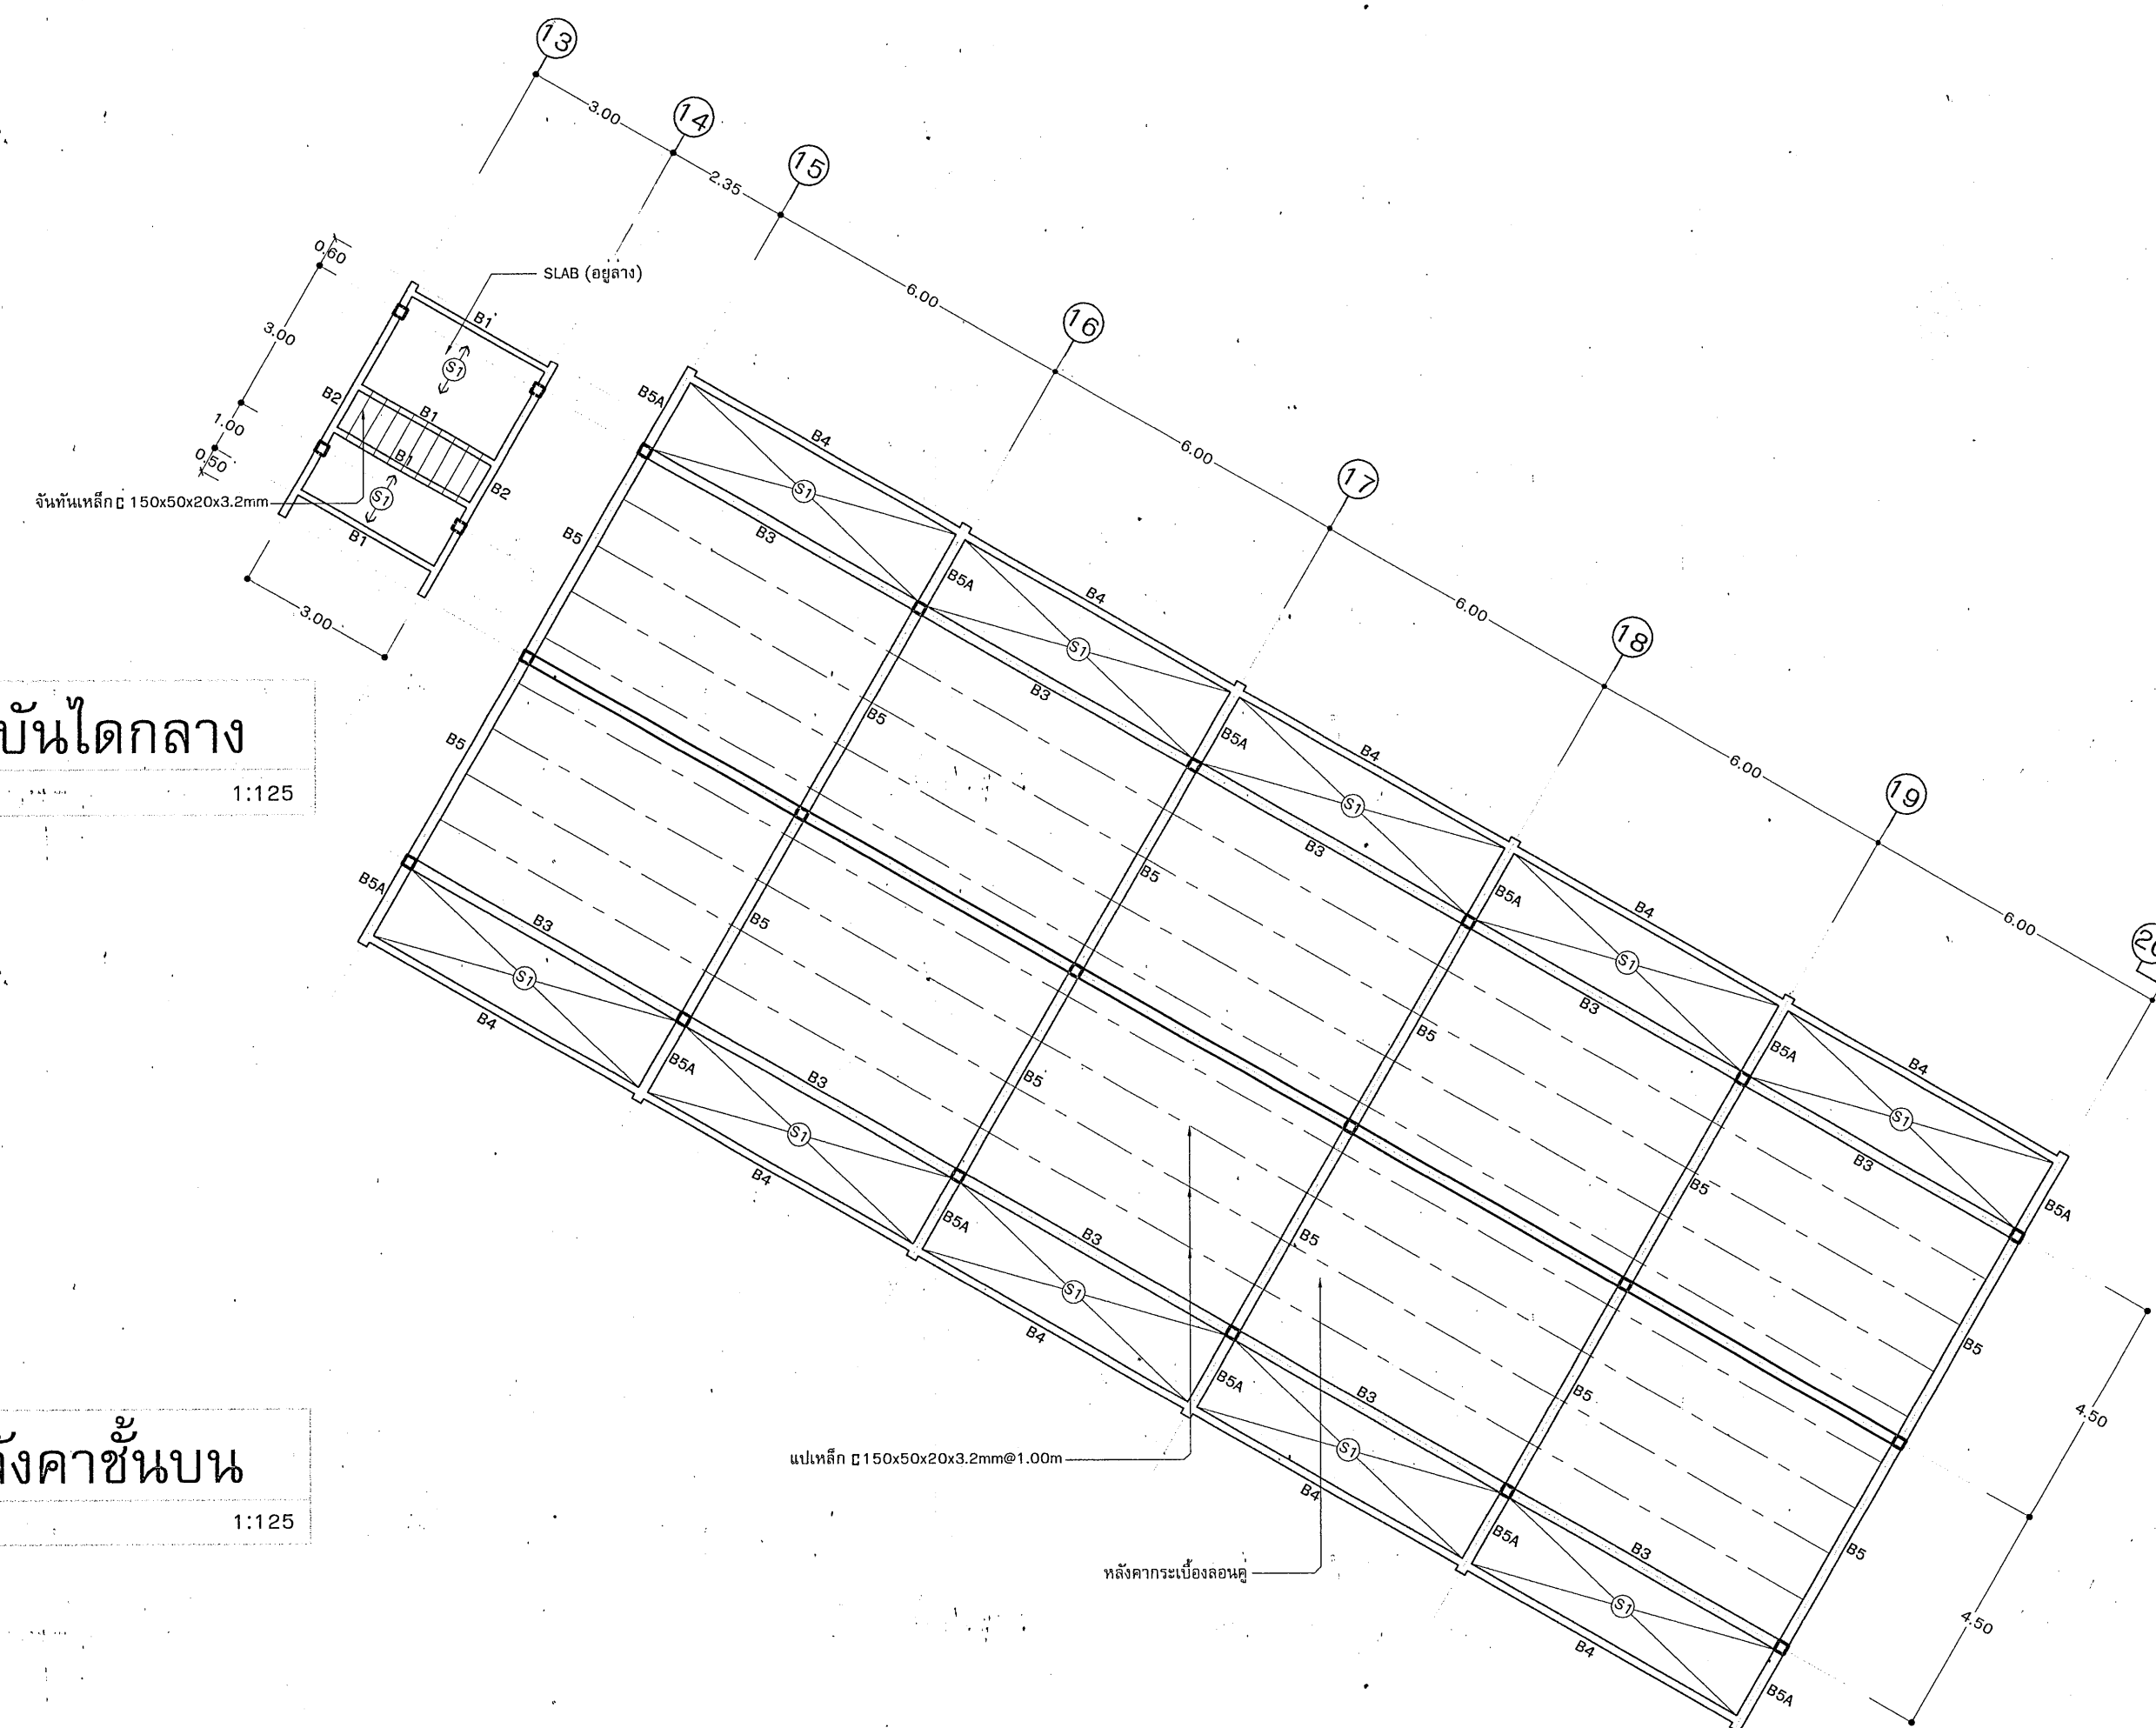 13
14
15
16
17
18
19
3.00
2.35
6.00
6.00
6.00
6.00
6.00
0.60
3.00
1.00
0.50
3.00
SLAB (อยู่ล่าง)
B1
S1
B2
B1
B1
S1
B2
B1
จันทันเหล็ก 150x50x20x3.2mm
บันไดกลาง
1:125
B5A
B4
S1
B3
B5
B5A
B4
S1
B3
B5
B5A
B4
S1
B3
B5
B5A
B4
S1
B3
B5
B5A
B4
S1
B3
B5
B5A
B5
B5
B5A
B3
S1
B4
B5
B5A
B3
S1
B4
B5
B5A
B3
S1
B4
B5
B5A
B3
S1
B4
B5
B5A
B3
S1
B4
B5
B5A
4.50
4.50
แปเหล็ก 150x50x20x3.2mm@1.00m
หลังคากระเบื้องลอนคู่
ังคาชั้นบน
1:125